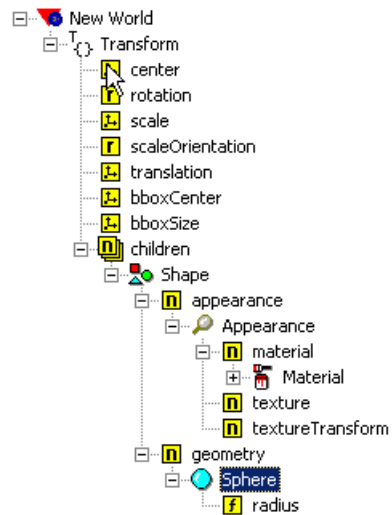 New World
T Transform
center
r rotation
scale
r scaleOrientation
translation
bboxCenter
bboxSize
n children
Shape
n appearance
Appearance
n material
Material
n texture
n textureTransform
n geometry
Sphere
f radius